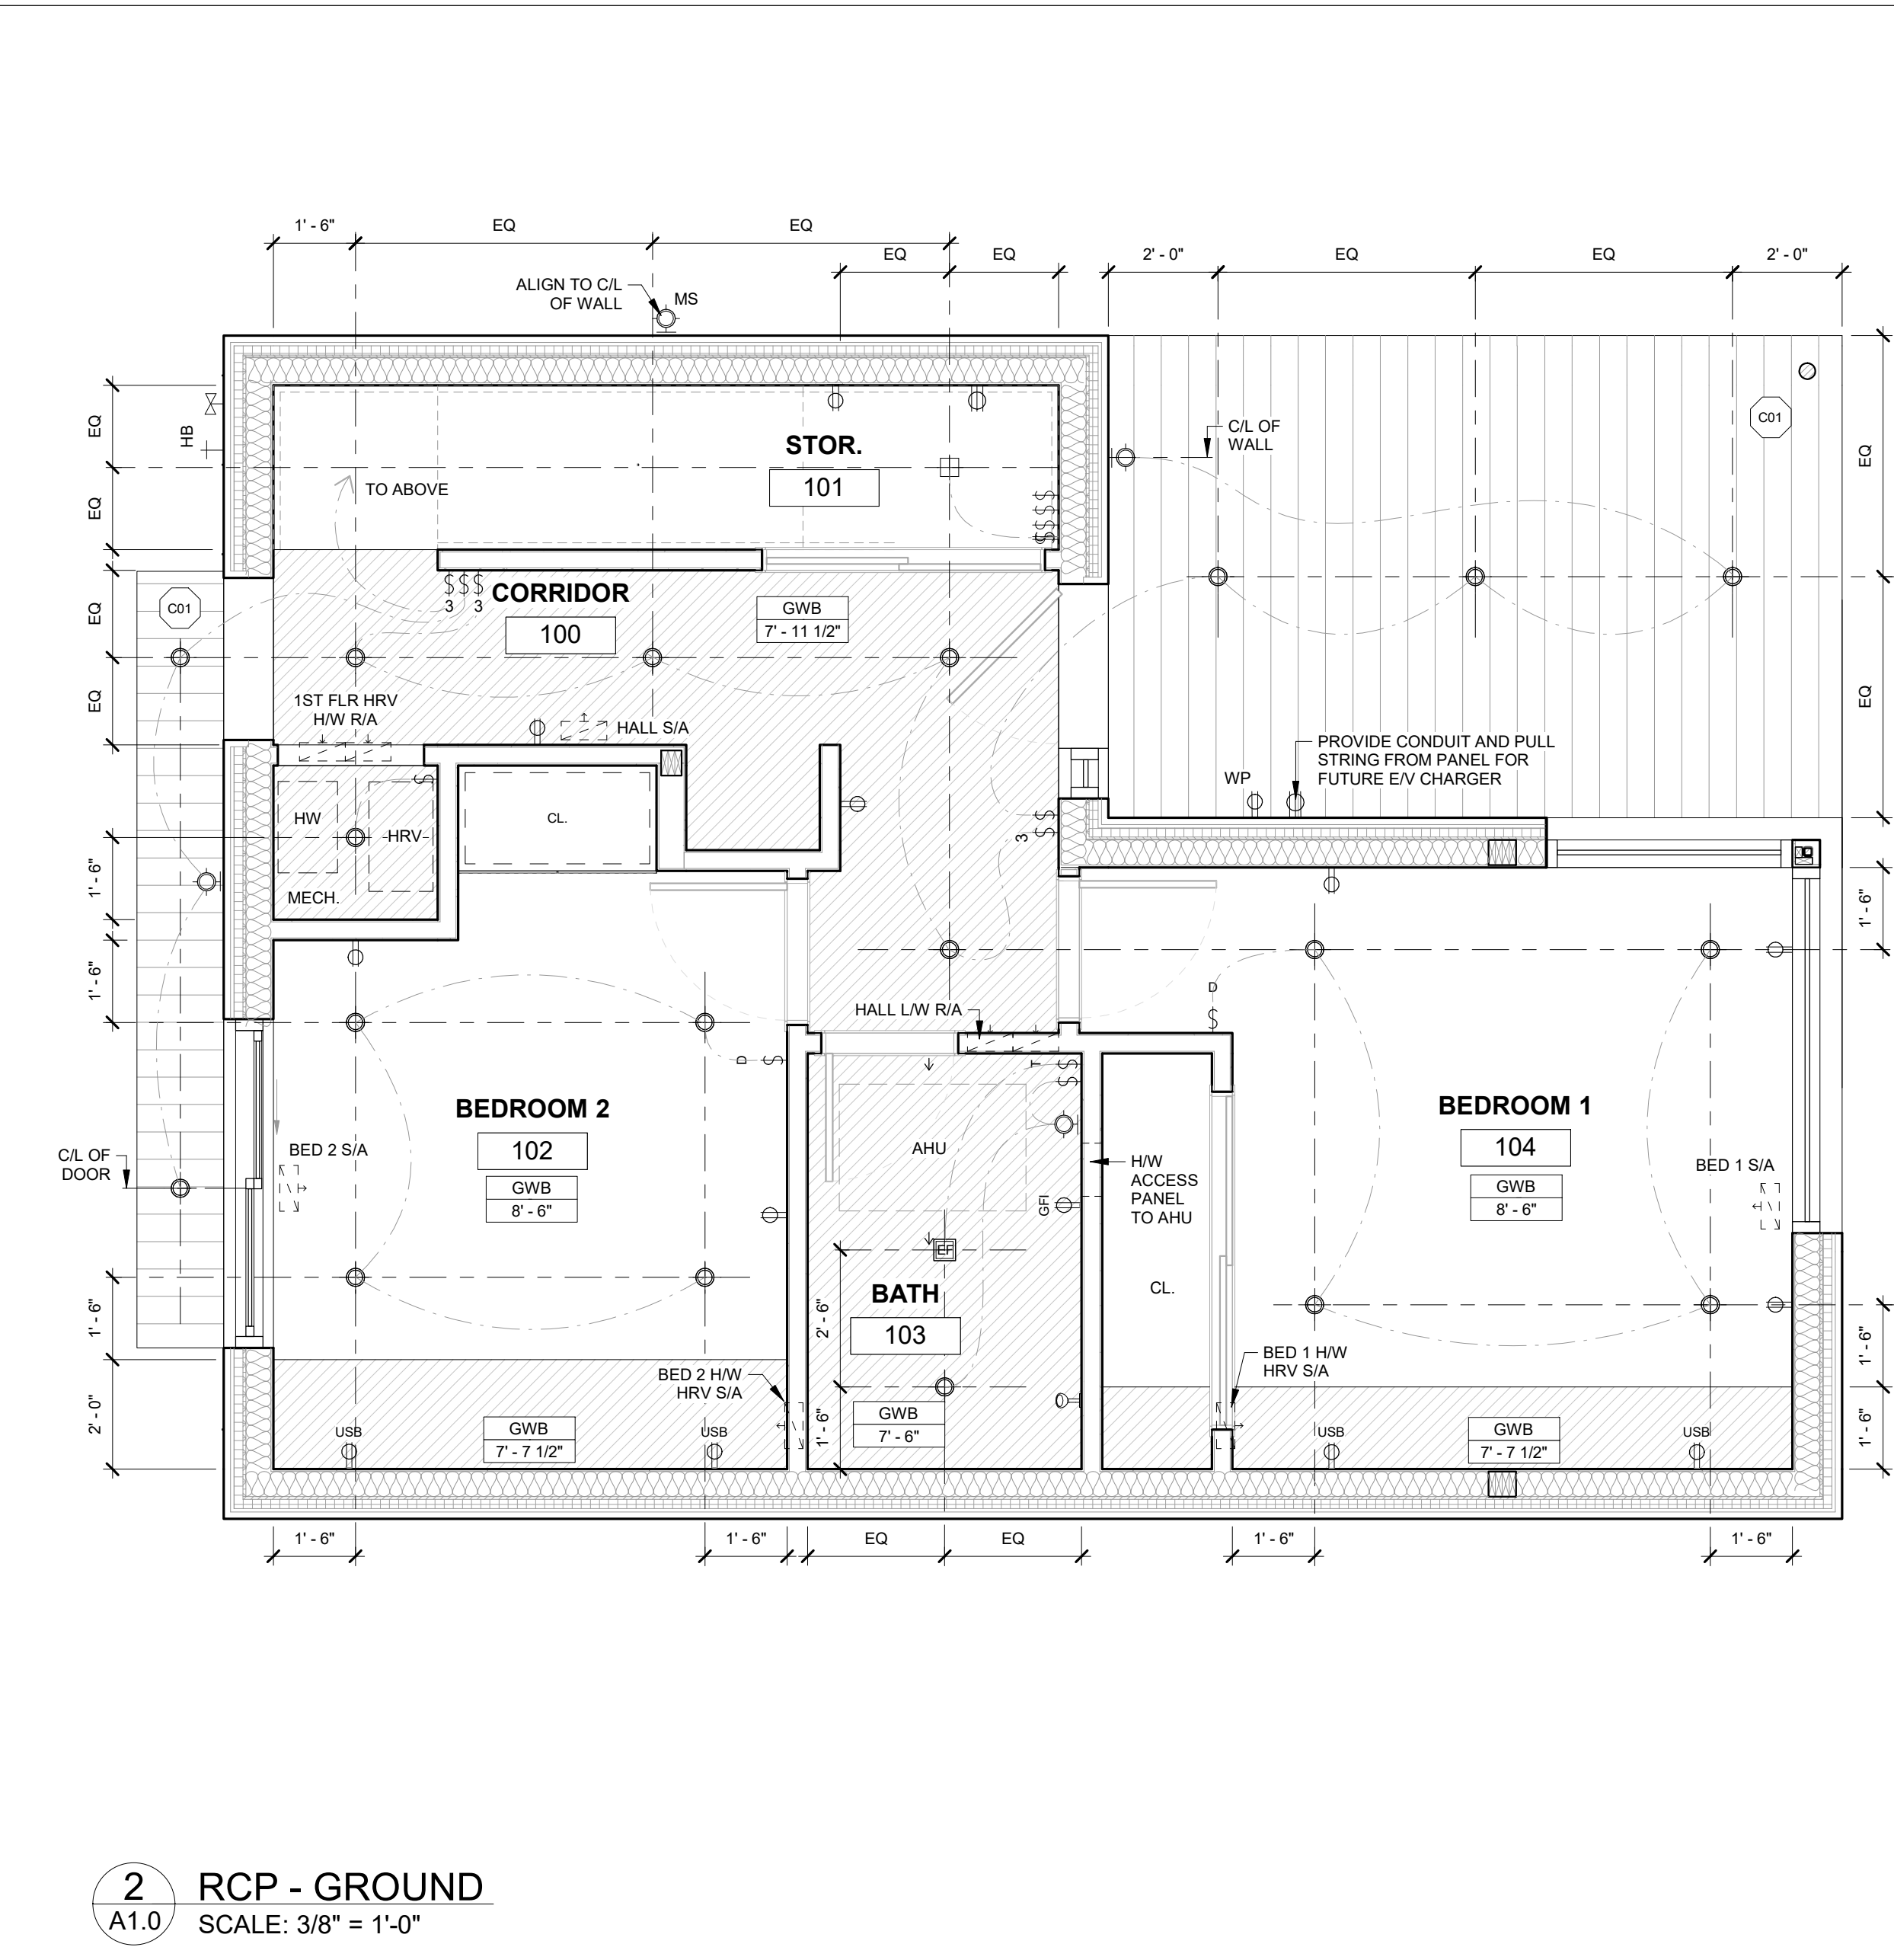 1' - 6"
EQ
EQ
EQ
EQ
2' - 0"
EQ
EQ
2' - 0"
ALIGN TO C/L
OF WALL
MS
HB
EQ
EQ
EQ
EQ
TO ABOVE
STOR.
101
C/L OF
WALL
C01
EQ
EQ
C01
3 3
CORRIDOR
100
GWB
7' - 11 1/2"
1ST FLR HRV
H/W R/A
HALL S/A
PROVIDE CONDUIT AND PULL
STRING FROM PANEL FOR
FUTURE E/V CHARGER
WP
HW
HRV
MECH.
CL.
3
1' - 6"
1' - 6"
1' - 6"
HALL L/W R/A
D
D
T
BEDROOM 2
102
GWB
8' - 6"
BED 2 S/A
C/L OF
DOOR
AHU
GFI
H/W
ACCESS
PANEL
TO AHU
BEDROOM 1
104
GWB
8' - 6"
BED 1 S/A
EF
CL.
BATH
103
2' - 6"
1' - 6"
GWB
7' - 6"
1' - 6"
2' - 0"
BED 2 H/W
HRV S/A
BED 1 H/W
HRV S/A
1' - 6"
1' - 6"
USB
GWB
7' - 7 1/2"
USB
USB
GWB
7' - 7 1/2"
USB
1' - 6"
1' - 6"
EQ
EQ
1' - 6"
1' - 6"
2
A1.0
RCP - GROUND
SCALE: 3/8" = 1'-0"